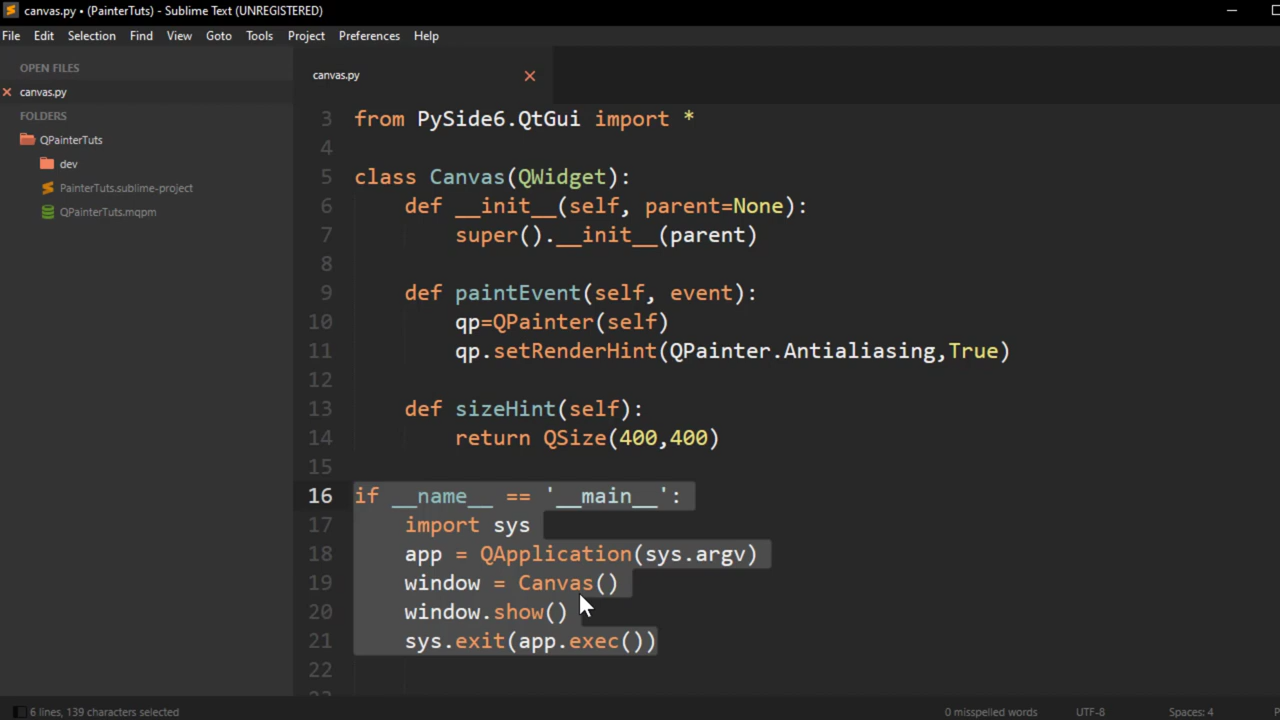 canvas.py • (PainterTuts) - Sublime Text (UNREGISTERED)
File Edit Selection Find View Goto Tools Project Preferences Help
OPEN FILES
canvas.py
FOLDERS
QPainterTuts
dev
PainterTuts.sublime-project
QPainterTuts.mqpm
canvas.py
3 from PySide6.QtGui import *
4
5 class Canvas(QWidget):
6     def __init__(self, parent=None):
7         super().__init__(parent)
8
9     def paintEvent(self, event):
10         qp=QPainter(self)
11         qp.setRenderHint(QPainter.Antialiasing,True)
12
13     def sizeHint(self):
14         return QSize(400,400)
15
16 if __name__ == '__main__':
17     import sys
18     app = QApplication(sys.argv)
19     window = Canvas()
20     window.show()
21     sys.exit(app.exec())
22
6 lines, 139 characters selected 0 misspelled words UTF-8 Spaces: 4